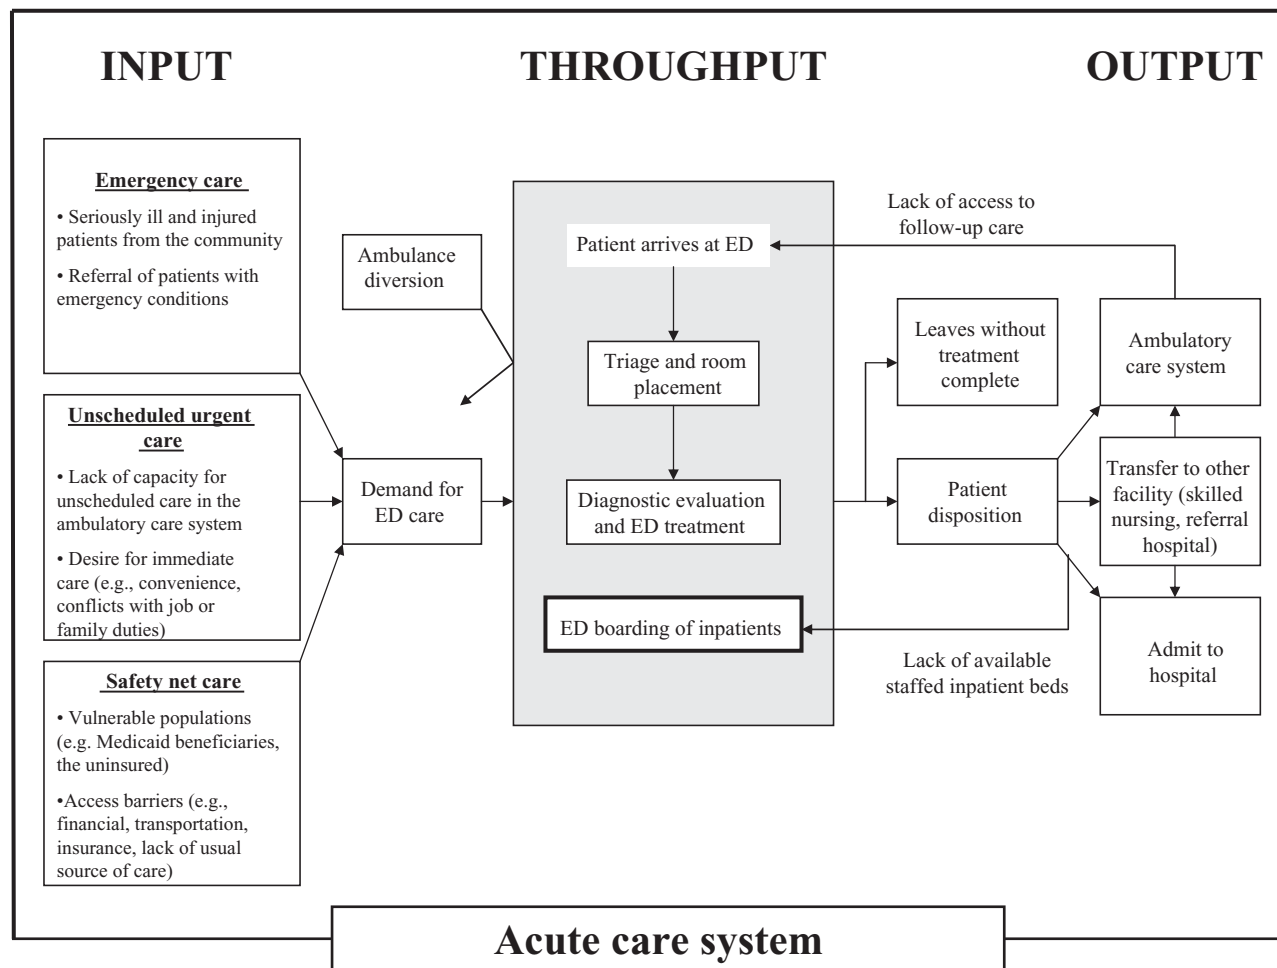 INPUT
THROUGHPUT
OUTPUT
Emergency care
• Seriously ill and injured
patients from the community
• Referral of patients with
emergency conditions
Unscheduled urgent
care
• Lack of capacity for
unscheduled care in the
ambulatory care system
• Desire for immediate
care (e.g., convenience,
conflicts with job or
family duties)
Safety net care
• Vulnerable populations
(e.g. Medicaid beneficiaries,
the uninsured)
•Access barriers (e.g.,
financial, transportation,
insurance, lack of usual
source of care)
Ambulance
diversion
Demand for
ED care
Patient arrives at ED
Triage and room
placement
Diagnostic evaluation
and ED treatment
ED boarding of inpatients
Lack of access to
follow-up care
Leaves without
treatment
complete
Patient
disposition
Lack of available
staffed inpatient beds
Ambulatory
care system
Transfer to other
facility (skilled
nursing, referral
hospital)
Admit to
hospital
Acute care system